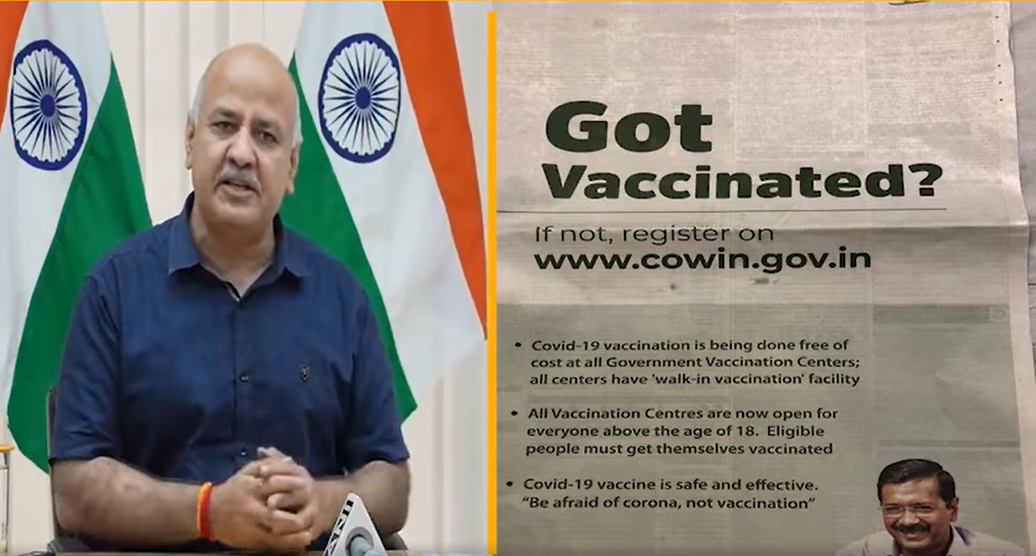 Got
Vaccinated?
If not, register on
www.cowin.gov.in
• Covid-19 vaccination is being done free of
cost at all Government Vaccination Centers;
all centers have 'walk-in vaccination' facility
• All Vaccination Centres are now open for
everyone above the age of 18. Eligible
people must get themselves vaccinated
• Covid-19 vaccine is safe and effective.
“Be afraid of corona, not vaccination”